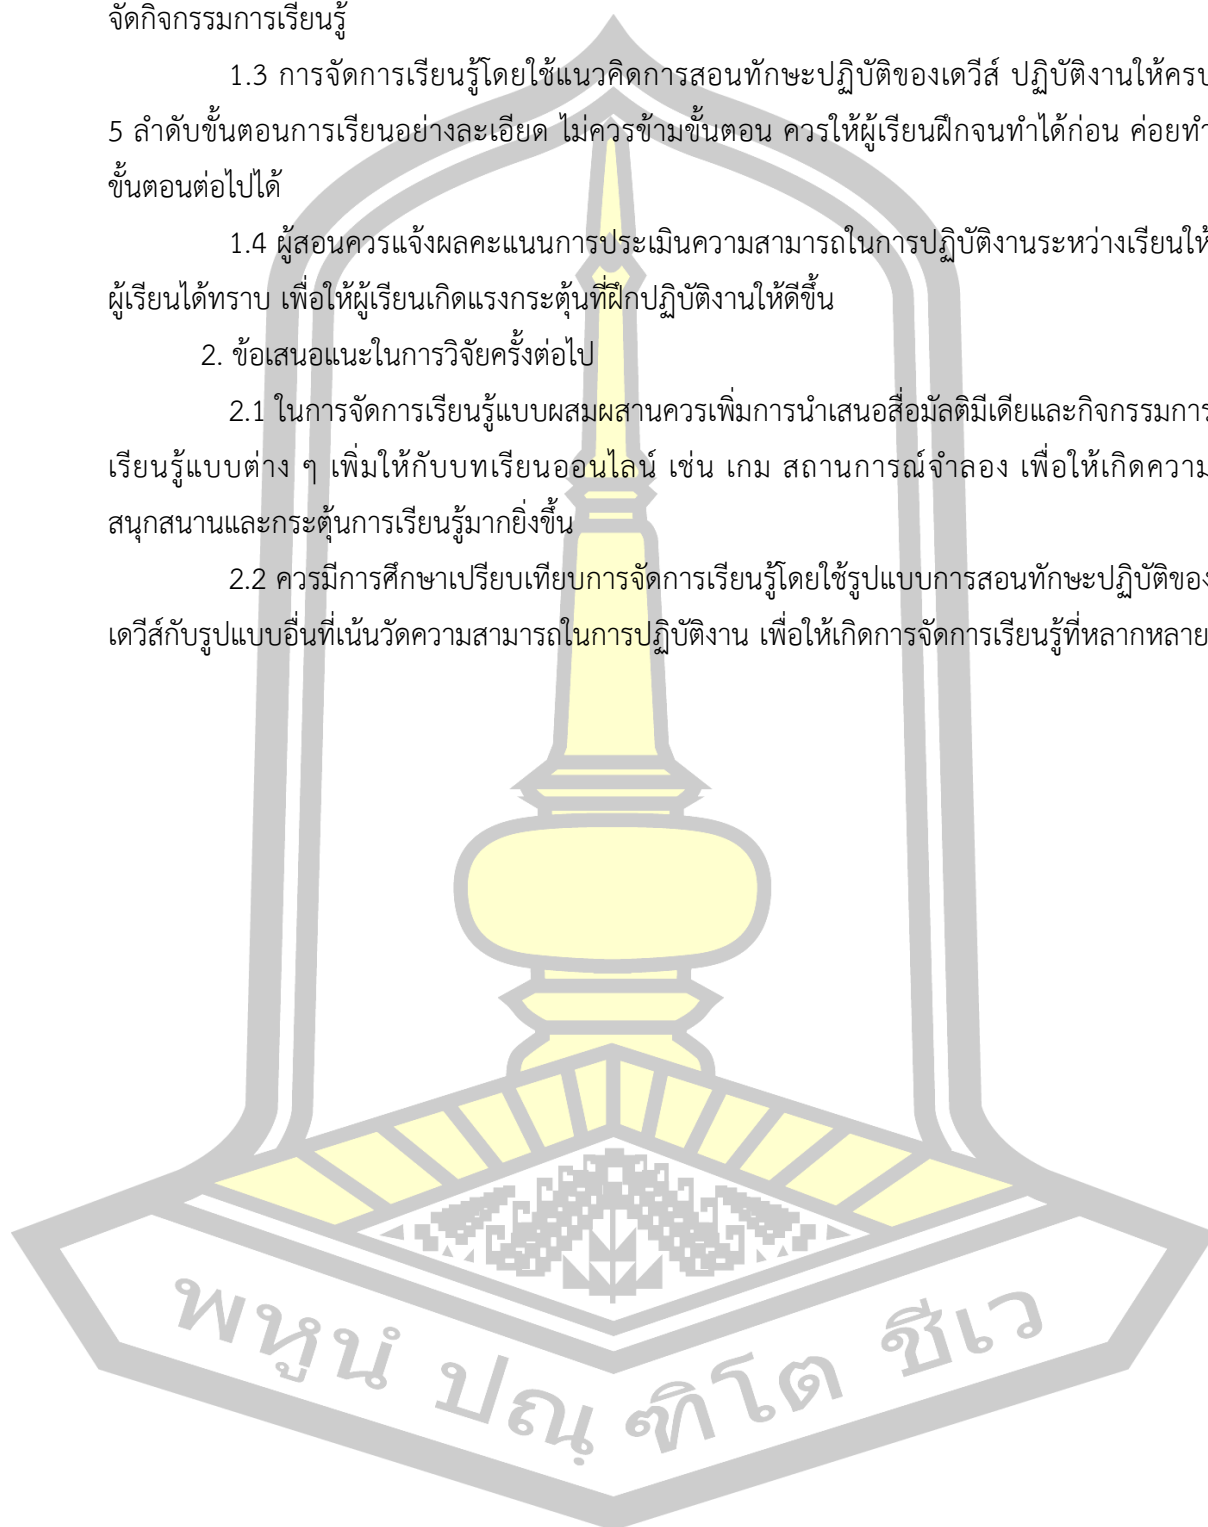 จัดกิจกรรมการเรียนรู้
1.3 การจัดการเรียนรู้โดยใช้แนวคิดการสอนทักษะปฏิบัติของเดวีส์ ปฏิบัติงานให้ครบ
5 ลำดับขั้นตอนการเรียนอย่างละเอียด ไม่ควรข้ามขั้นตอน ควรให้ผู้เรียนฝึกจนทำได้ก่อน ค่อยทำ
ขั้นตอนต่อไปได้
1.4 ผู้สอนควรแจ้งผลคะแนนการประเมินความสามารถในการปฏิบัติงานระหว่างเรียนให้
ผู้เรียนได้ทราบ เพื่อให้ผู้เรียนเกิดแรงกระตุ้นที่ฝึกปฏิบัติงานให้ดีขึ้น
2. ข้อเสนอแนะในการวิจัยครั้งต่อไป
2.1 ในการจัดการเรียนรู้แบบผสมผสานควรเพิ่มการนำเสนอสื่อมัลติมีเดียและกิจกรรมการ
เรียนรู้แบบต่าง ๆ เพิ่มให้กับบทเรียนออนไลน์ เช่น เกม สถานการณ์จำลอง เพื่อให้เกิดความ
สนุกสนานและกระตุ้นการเรียนรู้มากยิ่งขึ้น
2.2 ควรมีการศึกษาเปรียบเทียบการจัดการเรียนรู้โดยใช้รูปแบบการสอนทักษะปฏิบัติของ
เดวีส์กับรูปแบบอื่นที่เน้นวัดความสามารถในการปฏิบัติงาน เพื่อให้เกิดการจัดการเรียนรู้ที่หลากหลาย
พหูนํ ปณฺฑิโต ชีเว